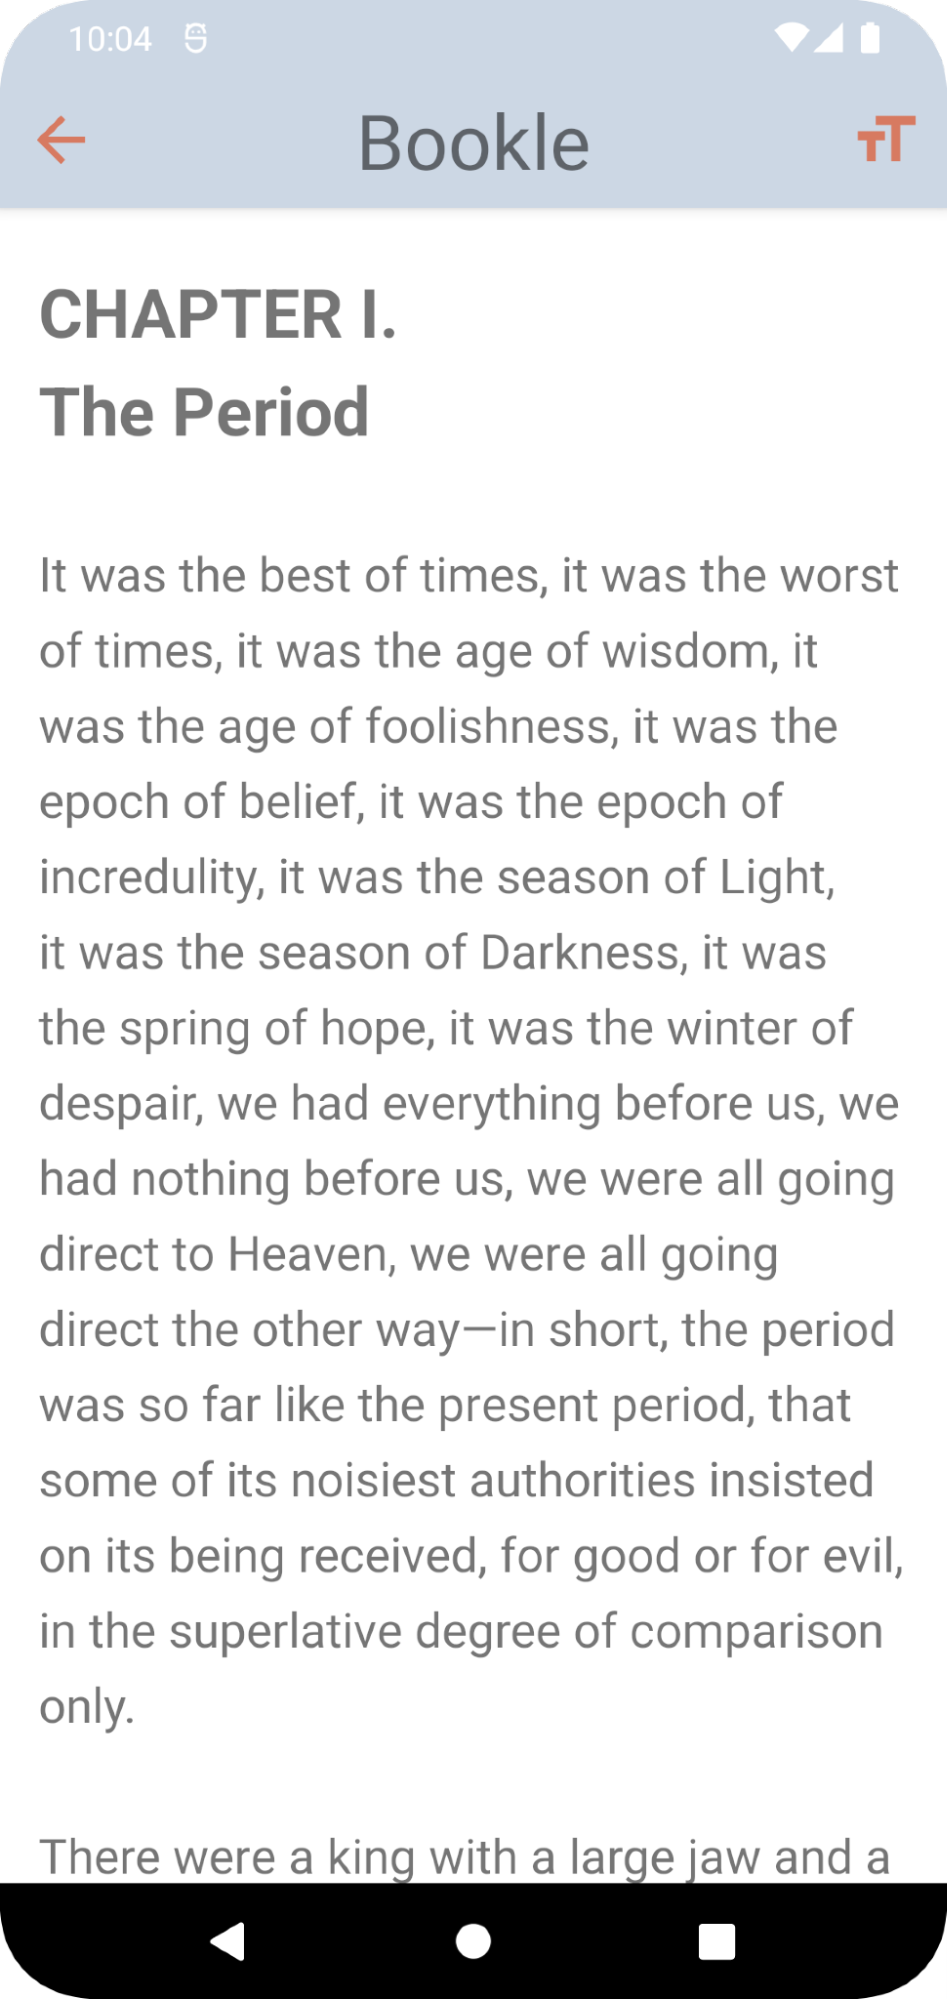 10:04
Bookle
CHAPTER I.
The Period
It was the best of times, it was the worst
of times, it was the age of wisdom, it
was the age of foolishness, it was the
epoch of belief, it was the epoch of
incredulity, it was the season of Light,
it was the season of Darkness, it was
the spring of hope, it was the winter of
despair, we had everything before us, we
had nothing before us, we were all going
direct to Heaven, we were all going
direct the other way—in short, the period
was so far like the present period, that
some of its noisiest authorities insisted
on its being received, for good or for evil,
in the superlative degree of comparison
only.
There were a king with a large jaw and a